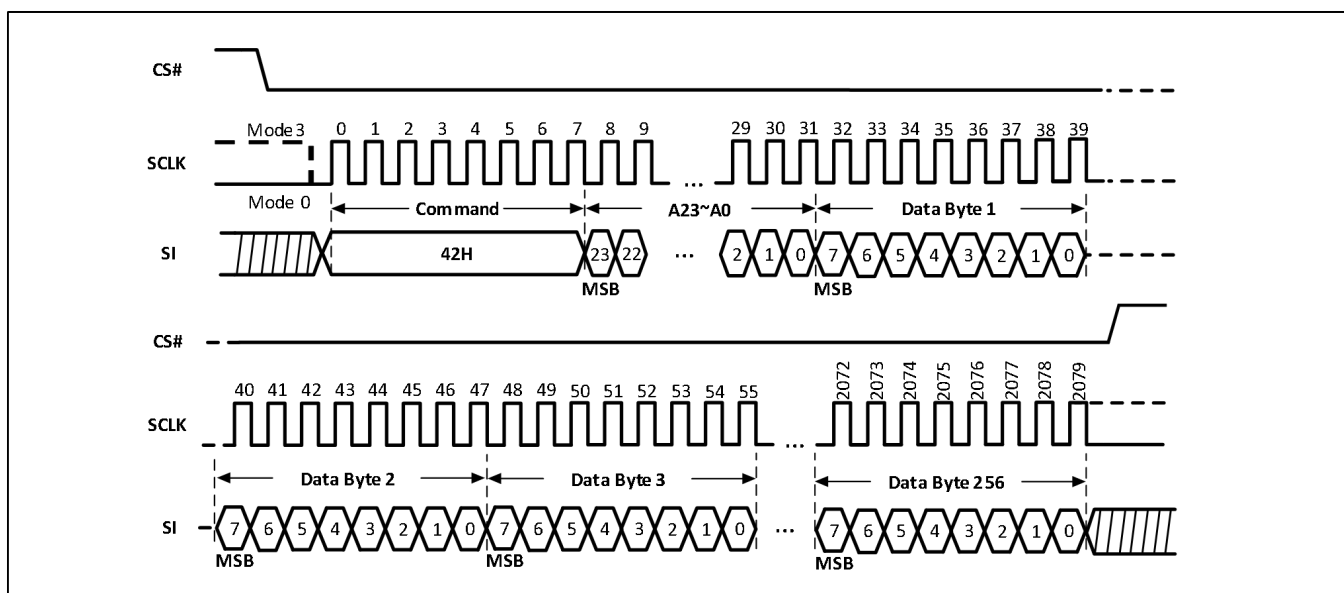 CS#
Mode 3 0 1 2 3 4 5 6 7 8 9 29 30 31 32 33 34 35 36 37 38 39
SCLK ...
Mode 0 Command A23~A0 Data Byte 1
SI 42H 23 22 ... 2 1 0 7 6 5 4 3 2 1 0
MSB MSB
CS#
40 41 42 43 44 45 46 47 48 49 50 51 52 53 54 55 2072 2073 2074 2075 2076 2077 2078 2079
SCLK ...
Data Byte 2 Data Byte 3 Data Byte 256
SI 7 6 5 4 3 2 1 0 7 6 5 4 3 2 1 0 ... 7 6 5 4 3 2 1 0
MSB MSB MSB